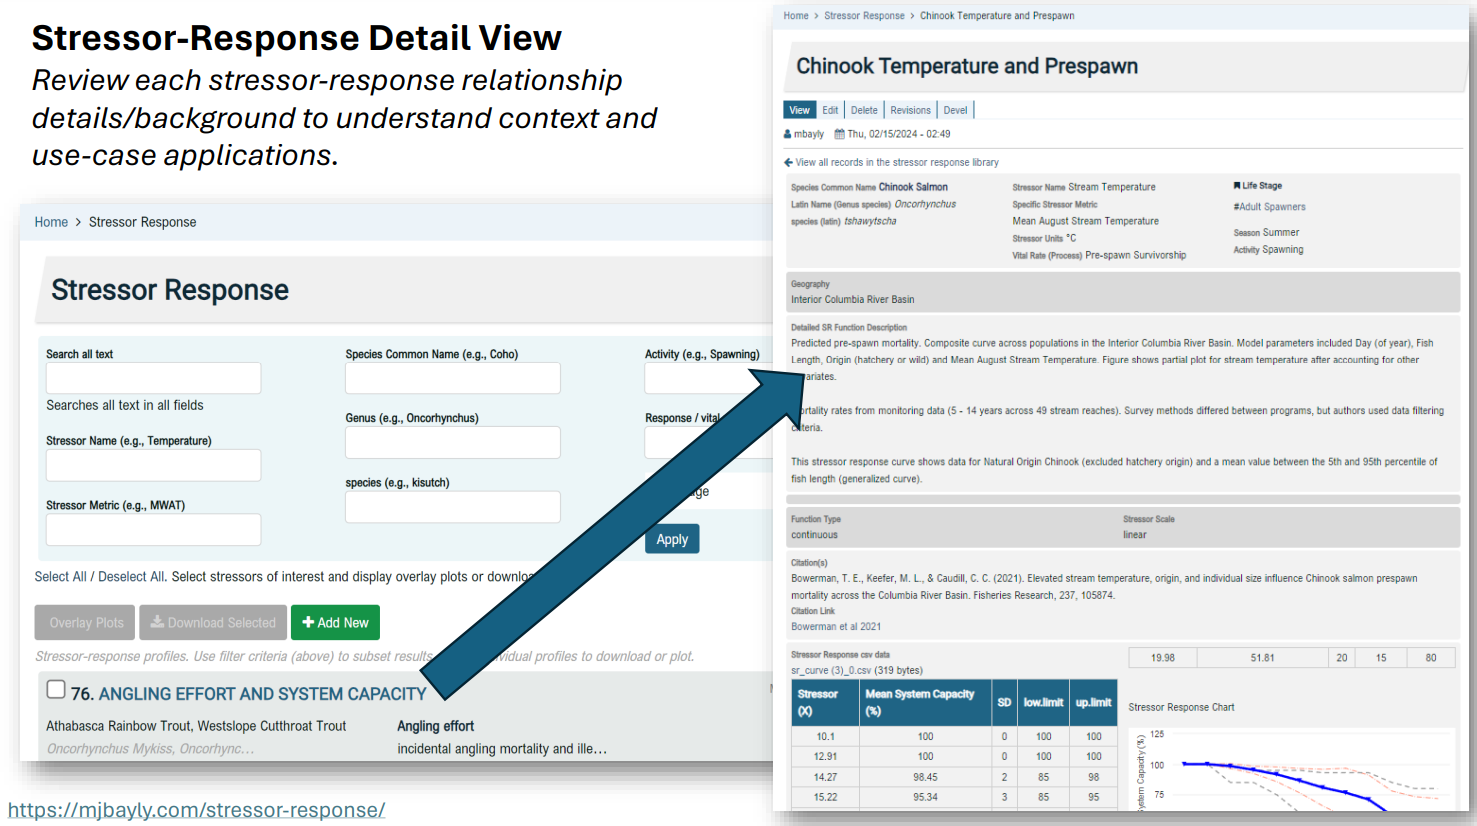 Stressor-Response Detail View
Review each stressor-response relationship
details/background to understand context and
use-case applications.
Home > Stressor Response
Stressor Response
Search all text
Searches all text in all fields
Stressor Name (e.g., Temperature)
Stressor Metric (e.g., MWAT)
Species Common Name (e.g., Coho)
Genus (e.g., Oncorhynchus)
species (e.g., kisutch)
Activity (e.g., Spawning)
Response / vital
Apply
Select All / Deselect All. Select stressors of interest and display overlay plots or downlo
Overlay Plots
Download Selected
+ Add New
Stressor-response profiles. Use filter criteria (above) to subset results. profiles to download or plot.
76. ANGLING EFFORT AND SYSTEM CAPACITY
Athabasca Rainbow Trout, Westslope Cutthroat Trout
Oncorhynchus Mykiss, Oncorhync...
Angling effort
incidental angling mortality and ille...
https://mjbayly.com/stressor-response/
Home > Stressor Response > Chinook Temperature and Prespawn
Chinook Temperature and Prespawn
View Edit Delete Revisions Devel
mbayly Thu, 02/15/2024 - 02:49
View all records in the stressor response library
Species Common Name Chinook Salmon
Latin Name (Genus species) Oncorhynchus
species (latin) tshawytscha
Stressor Name Stream Temperature
Specific Stressor Metric
Mean August Stream Temperature
Stressor Units °C
Vital Rate (Process) Pre-spawn Survivorship
Life Stage
#Adult Spawners
Season Summer
Activity Spawning
Geography
Interior Columbia River Basin
Detailed SR Function Description
Predicted pre-spawn mortality. Composite curve across populations in the Interior Columbia River Basin. Model parameters included Day (of year), Fish
Length, Origin (hatchery or wild) and Mean August Stream Temperature. Figure shows partial plot for stream temperature after accounting for other
ariates.
ortality rates from monitoring data (5 - 14 years across 49 stream reaches). Survey methods differed between programs, but authors used data filtering
criteria.
This stressor response curve shows data for Natural Origin Chinook (excluded hatchery origin) and a mean value between the 5th and 95th percentile of
fish length (generalized curve).
Function Type
continuous
Stressor Scale
linear
Citation(s)
Bowerman, T. E., Keefer, M. L., & Caudill, C. C. (2021). Elevated stream temperature, origin, and individual size influence Chinook salmon prespawn
mortality across the Columbia River Basin. Fisheries Research, 237, 105874.
Citation Link
Bowerman et al 2021
Stressor Response csv data
sr_curve (3)_0.csv (319 bytes)
Stressor (X) Mean System Capacity (%) SD low.limit up.limit
10.1 100 0 100 100
12.91 100 0 100 100
14.27 98.45 2 85 98
15.22 95.34 3 85 95
19.98 51.81 20 15 80
Stressor Response Chart
System Capacity (%)
125
100
75